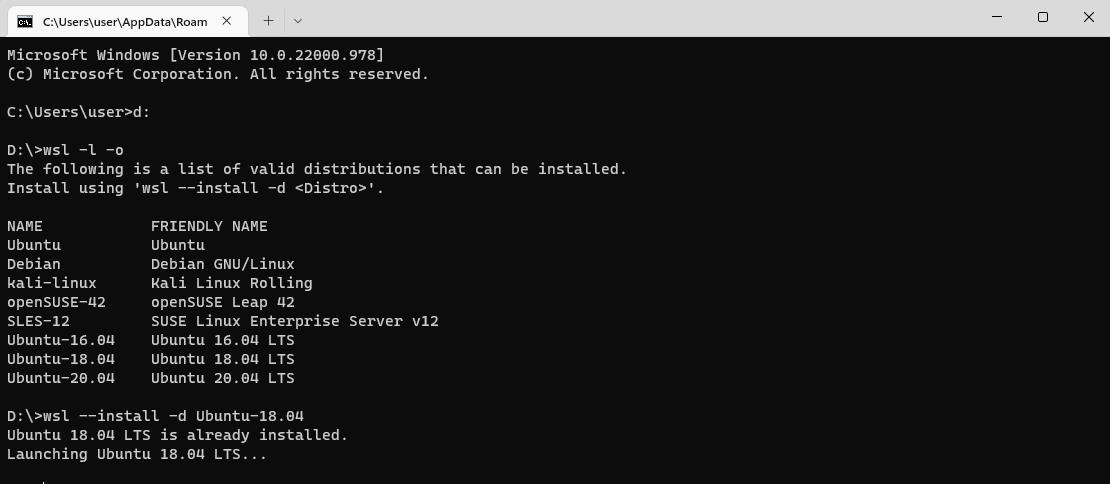 C:\Users\user\AppData\Roam
Microsoft Windows [Version 10.0.22000.978]
(c) Microsoft Corporation. All rights reserved.
C:\Users\user>d:
D:\>wsl -l -o
The following is a list of valid distributions that can be installed.
Install using 'wsl --install -d <Distro>'.
NAME            FRIENDLY NAME
Ubuntu          Ubuntu
Debian          Debian GNU/Linux
kali-linux      Kali Linux Rolling
openSUSE-42     openSUSE Leap 42
SLES-12         SUSE Linux Enterprise Server v12
Ubuntu-16.04    Ubuntu 16.04 LTS
Ubuntu-18.04    Ubuntu 18.04 LTS
Ubuntu-20.04    Ubuntu 20.04 LTS
D:\>wsl --install -d Ubuntu-18.04
Ubuntu 18.04 LTS is already installed.
Launching Ubuntu 18.04 LTS...